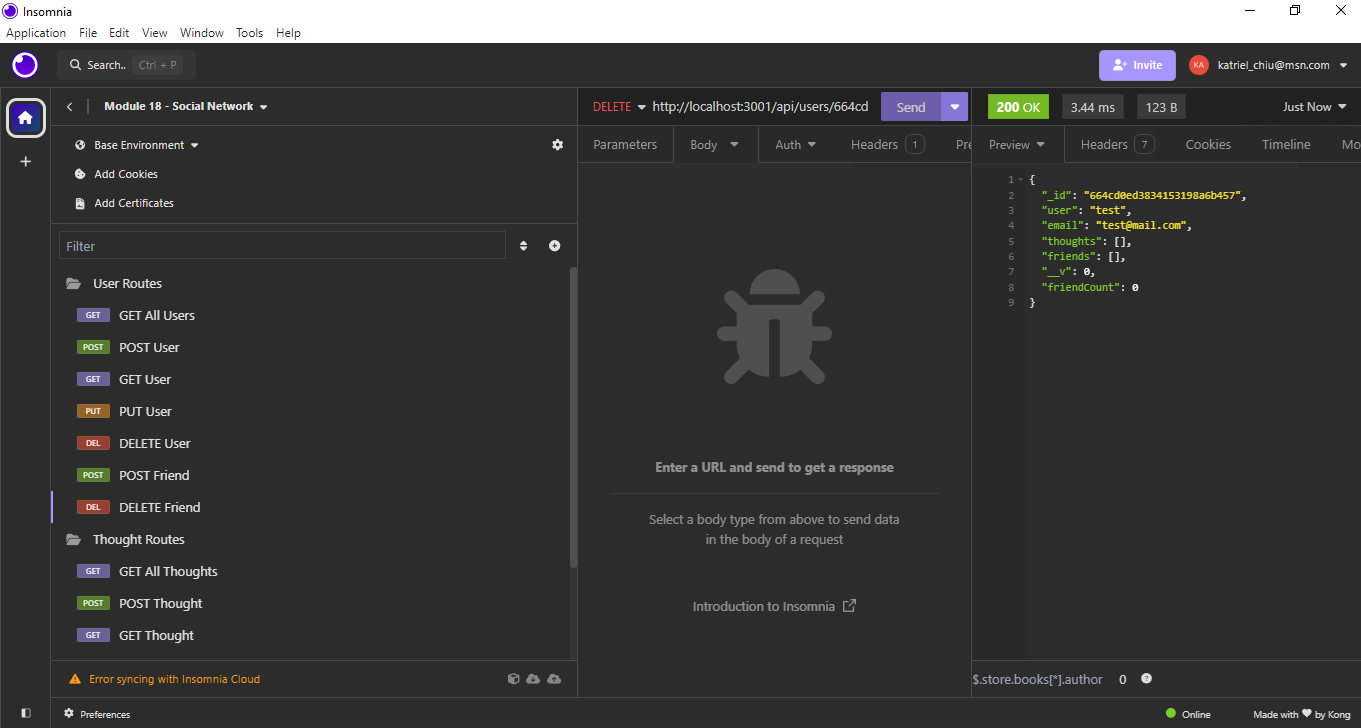 Insomnia
Application File Edit View Window Tools Help
Search.. Ctrl + P
Invite
KA katriel_chiu@msn.com
Module 18 - Social Network
DELETE http://localhost:3001/api/users/664cd Send
200 OK 3.44 ms 123 B Just Now
Base Environment
Add Cookies
Add Certificates
Parameters Body Auth Headers 1 Pre
Preview Headers 7 Cookies Timeline Mo
Filter
User Routes
GET GET All Users
POST POST User
GET GET User
PUT PUT User
DEL DELETE User
POST POST Friend
DEL DELETE Friend
Thought Routes
GET GET All Thoughts
POST POST Thought
GET GET Thought
Error syncing with Insomnia Cloud
Enter a URL and send to get a response
Select a body type from above to send data
in the body of a request
Introduction to Insomnia
1 {
2 "_id": "664cd0ed3834153198a6b457",
3 "user": "test",
4 "email": "test@mail.com",
5 "thoughts": [],
6 "friends": [],
7 "__v": 0,
8 "friendCount": 0
9 }
$.store.books[*].author 0 ?
Preferences
Online Made with ♥ by Kong